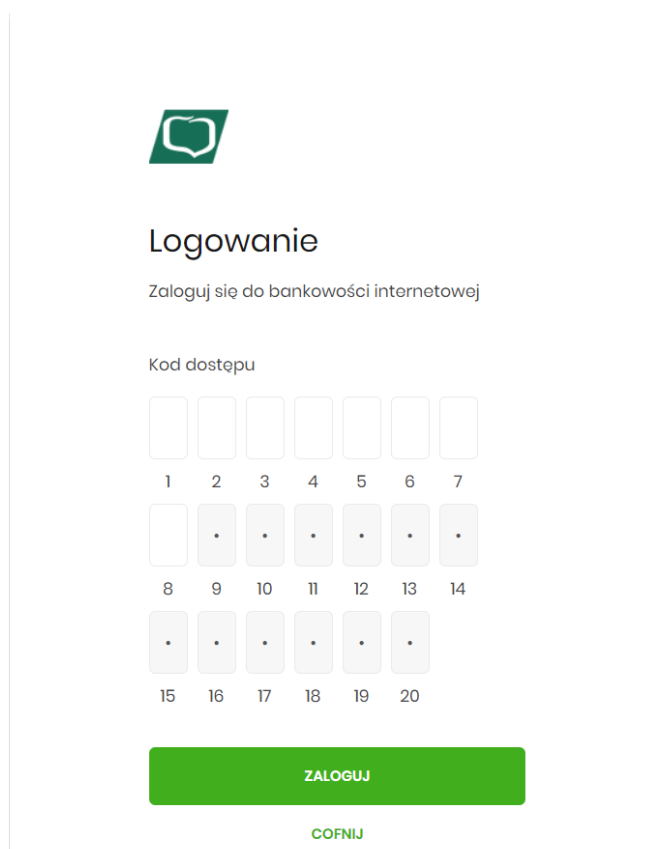 Logowanie
Zaloguj się do bankowości internetowej
Kod dostępu
1 2 3 4 5 6 7
• • • • • •
8 9 10 11 12 13 14
• • • • • •
15 16 17 18 19 20
ZALOGUJ
COFNIJ